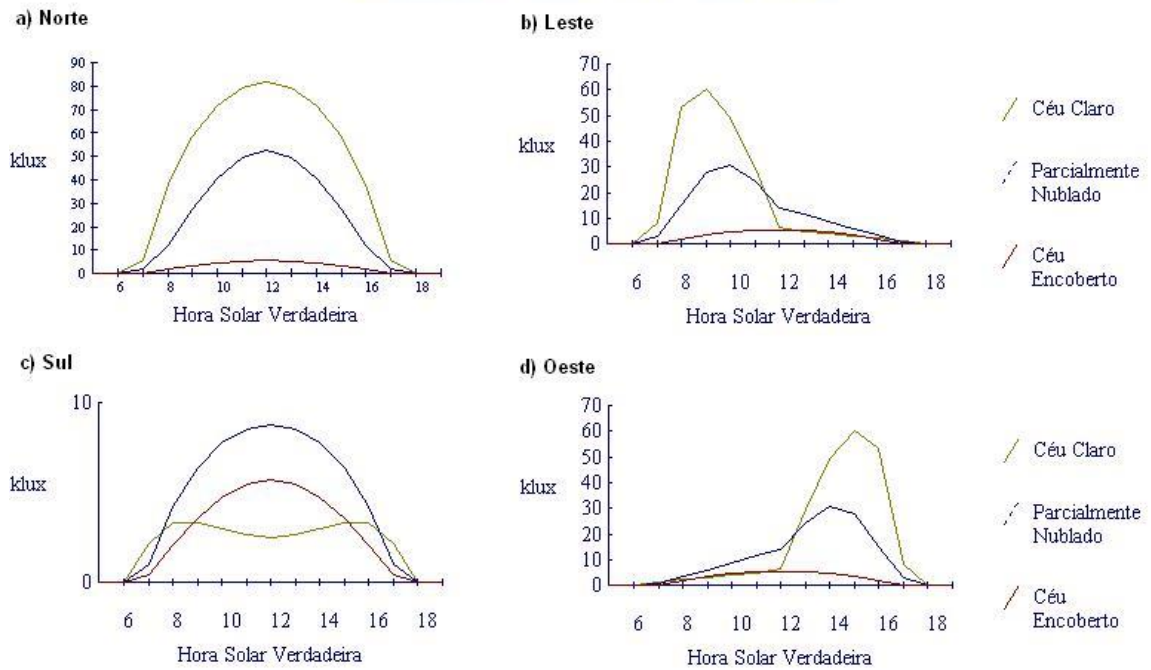 a) Norte
90
80
70
60
50
40
30
20
10
0
klux
6 8 10 12 14 16 18
Hora Solar Verdadeira
b) Leste
70
60
50
40
30
20
10
0
klux
6 8 10 12 14 16 18
Hora Solar Verdadeira
Céu Claro
Parcialmente
Nublado
Céu
Encoberto
c) Sul
10
0
klux
6 8 10 12 14 16 18
Hora Solar Verdadeira
d) Oeste
70
60
50
40
30
20
10
0
klux
6 8 10 12 14 16 18
Hora Solar Verdadeira
Céu Claro
Parcialmente
Nublado
Céu
Encoberto